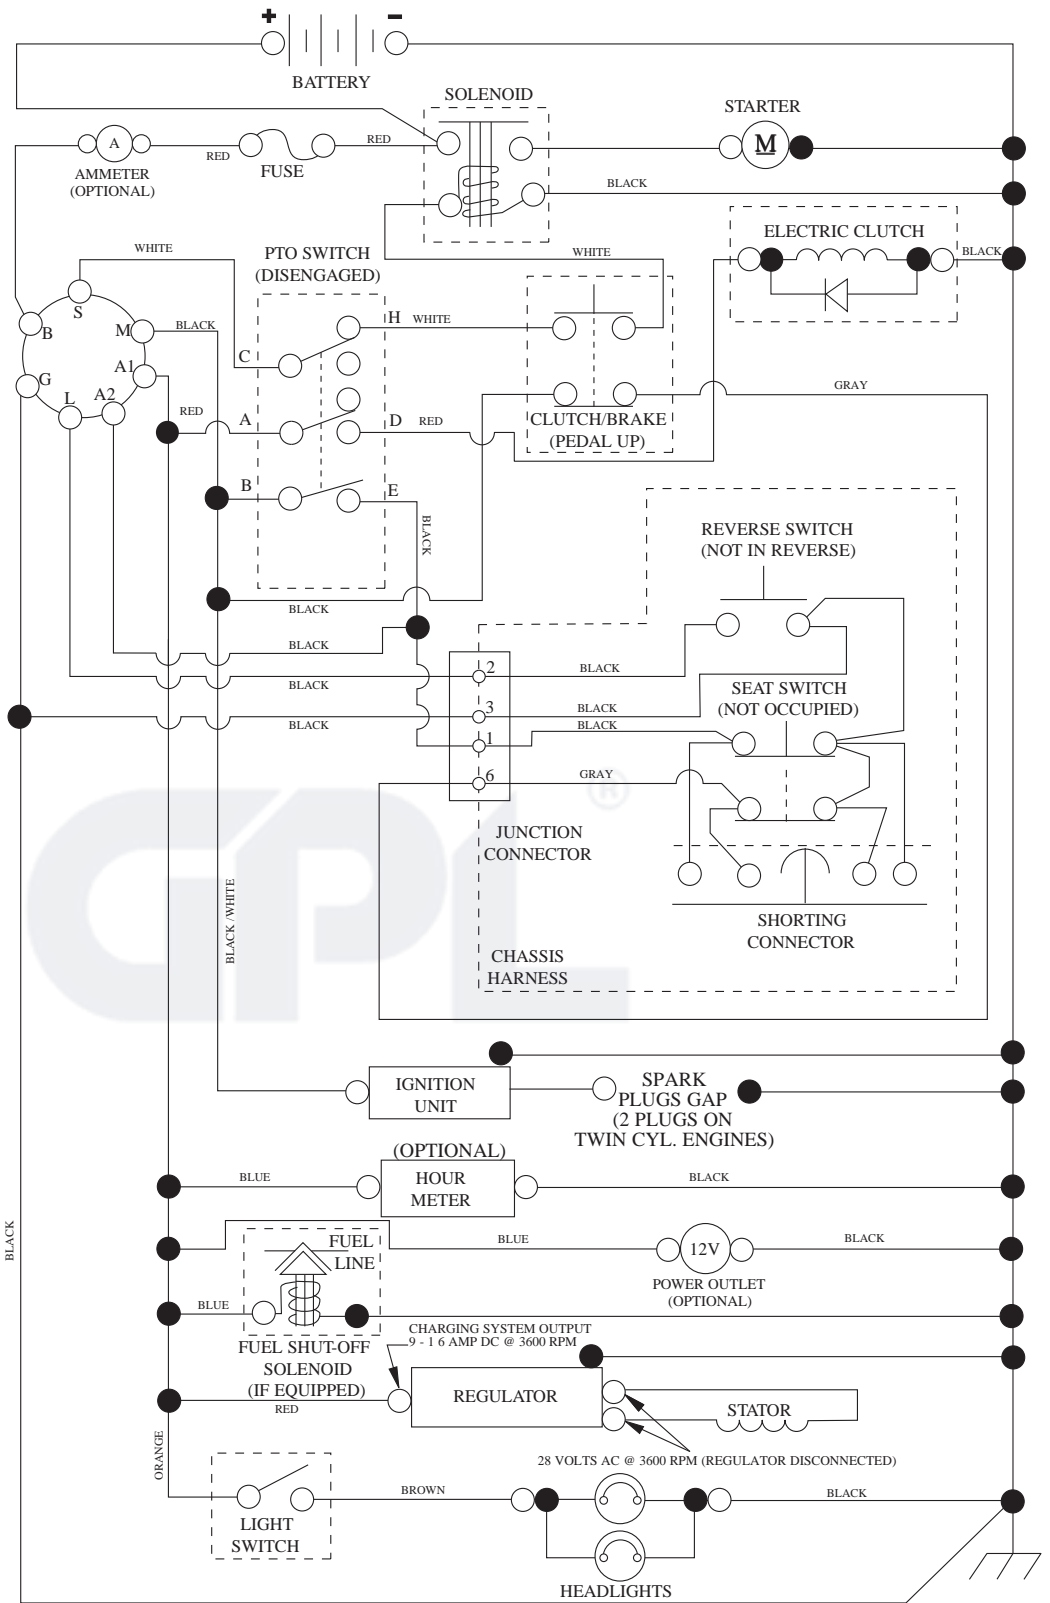 + -
BATTERY
SOLENOID
STARTER
A
RED
RED
M
AMMETER
(OPTIONAL)
FUSE
BLACK
WHITE
PTO SWITCH
(DISENGAGED)
WHITE
ELECTRIC CLUTCH
BLACK
S
B
M
BLACK
H
WHITE
C
A1
G
L
A2
RED
A
D
RED
CLUTCH/BRAKE
(PEDAL UP)
GRAY
B
E
BLACK
REVERSE SWITCH
(NOT IN REVERSE)
BLACK
BLACK
2
BLACK
BLACK
SEAT SWITCH
(NOT OCCUPIED)
3
BLACK
BLACK
1
BLACK
6
GRAY
®
JUNCTION
CONNECTOR
GPL
BLACK /WHITE
SHORTING
CONNECTOR
CHASSIS
HARNESS
IGNITION
UNIT
SPARK
PLUGS GAP
(2 PLUGS ON
TWIN CYL. ENGINES)
(OPTIONAL)
HOUR
METER
BLUE
BLACK
BLACK
FUEL
LINE
BLUE
12V
BLACK
POWER OUTLET
(OPTIONAL)
BLUE
CHARGING SYSTEM OUTPUT
9 - 1 6 AMP DC @ 3600 RPM
FUEL SHUT-OFF
SOLENOID
(IF EQUIPPED)
RED
REGULATOR
STATOR
ORANGE
28 VOLTS AC @ 3600 RPM (REGULATOR DISCONNECTED)
BROWN
BLACK
LIGHT
SWITCH
HEADLIGHTS